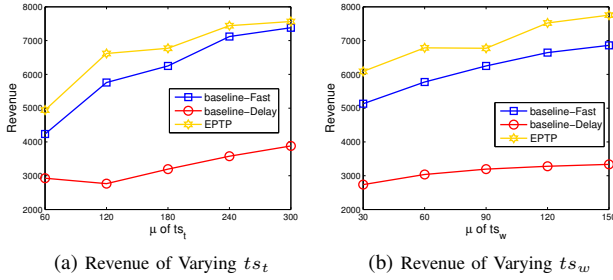 8000
7000
6000
5000
4000
3000
2000
Revenue
baseline-Fast
baseline-Delay
EPTP
60 120 180 240 300
μ of ts_t
(a) Revenue of Varying ts_t
8000
7000
6000
5000
4000
3000
2000
Revenue
baseline-Fast
baseline-Delay
EPTP
30 60 90 120 150
μ of ts_w
(b) Revenue of Varying ts_w